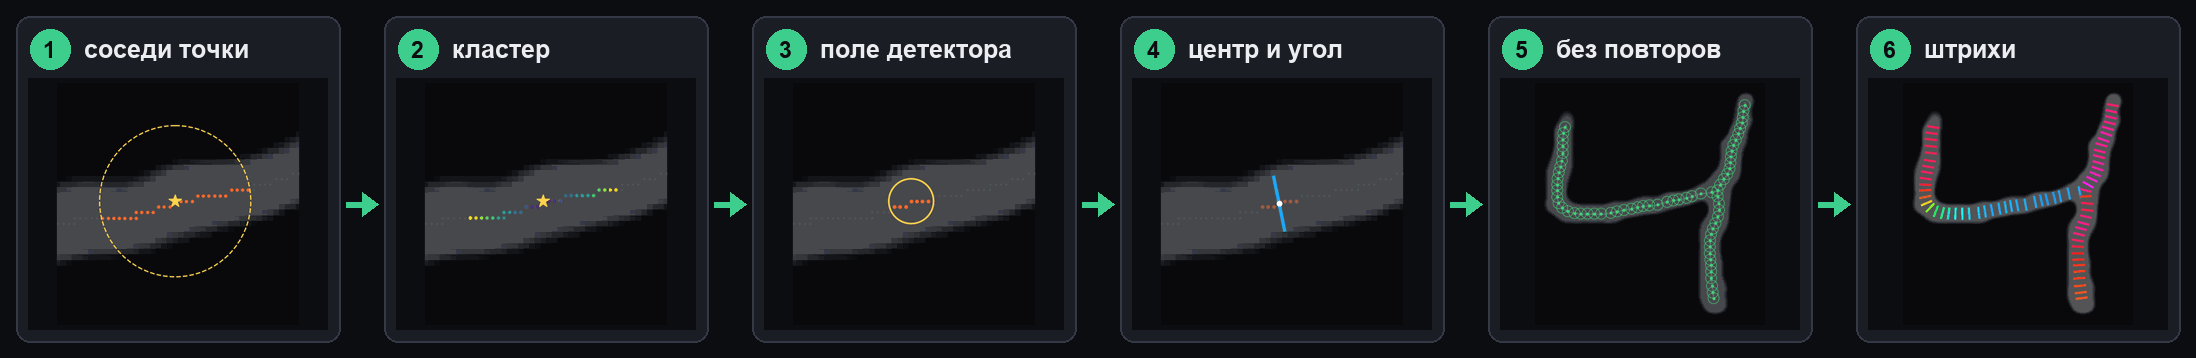 1 соседи точки
2 кластер
3 поле детектора
4 центр и угол
5 без повторов
6 штрихи